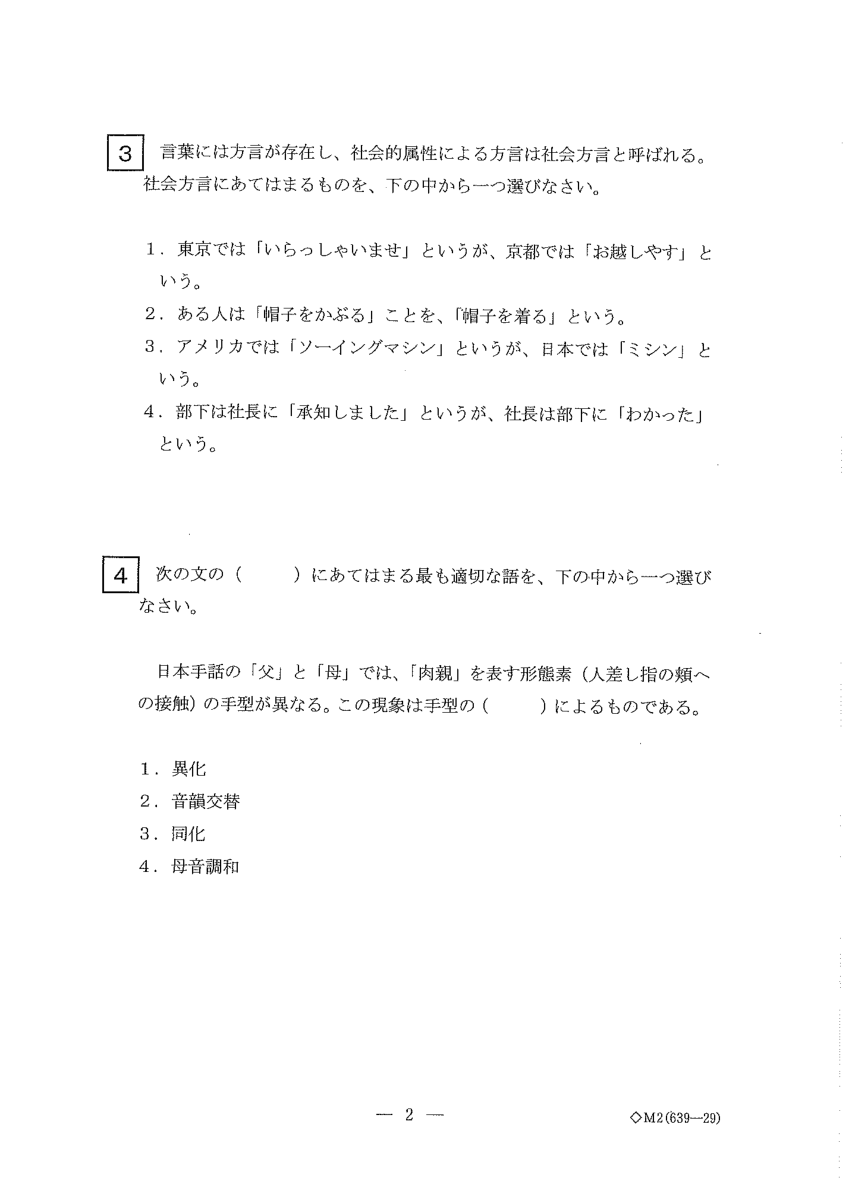 3　言葉には方言が存在し、社会的属性による方言は社会方言と呼ばれる。
社会方言にあてはまるものを、下の中から一つ選びなさい。
１．東京では「いらっしゃいませ」というが、京都では「お越しやす」と
いう。
２．ある人は「帽子をかぶる」ことを、「帽子を着る」という。
３．アメリカでは「ソーイングマシン」というが、日本では「ミシン」と
いう。
４．部下は社長に「承知しました」というが、社長は部下に「わかった」
という。
4　次の文の（　　　）にあてはまる最も適切な語を、下の中から一つ選び
なさい。
日本手話の「父」と「母」では、「肉親」を表す形態素（人差し指の頬へ
の接触）の手型が異なる。この現象は手型の（　　　）によるものである。
１．異化
２．音韻交替
３．同化
４．母音調和
― 2 ―
◇M2(639―29)